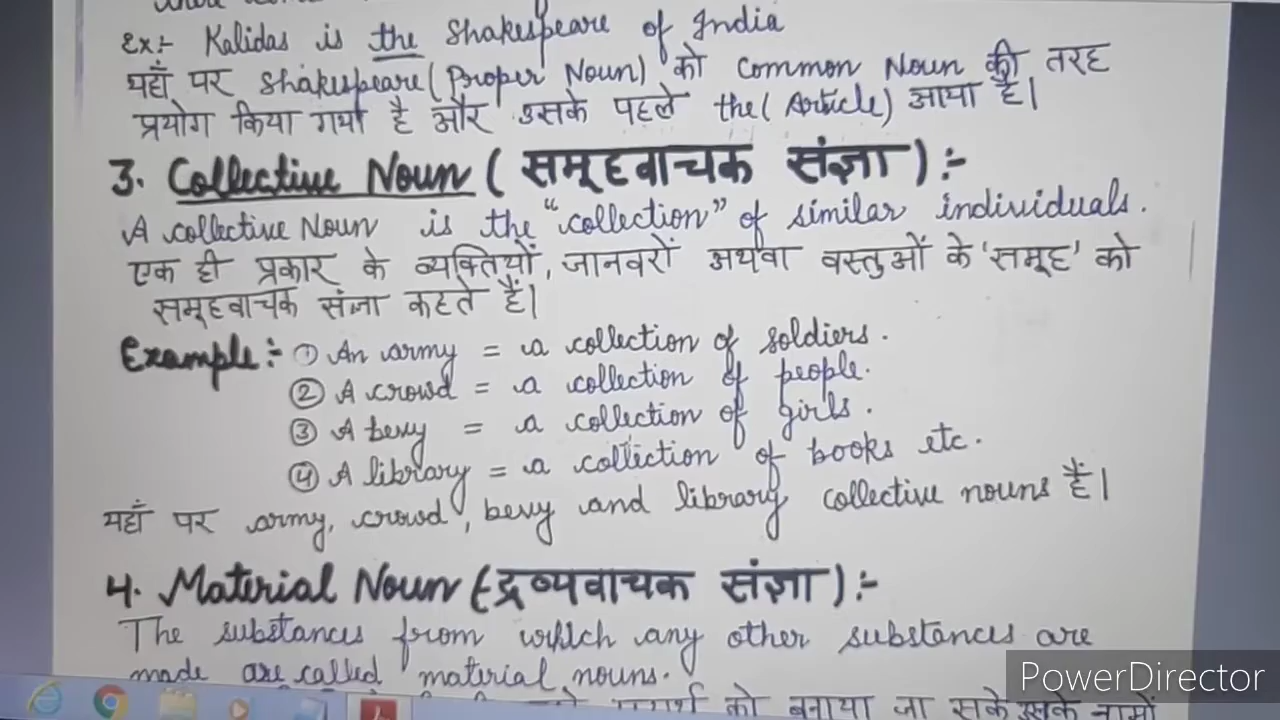 Ex:- Kalidas is the Shakespeare of India
यहाँ पर Shakespeare (Proper Noun) को Common Noun की तरह
प्रयोग किया गया है और उसके पहले the (Article) आया है।
3. Collective Noun (समूहवाचक संज्ञा) :-
A collective Noun is the "collection" of similar individuals.
एक ही प्रकार के व्यक्तियों, जानवरों अथवा वस्तुओं के 'समूह' को
समूहवाचक संज्ञा कहते हैं।
Example :- ① An army = a collection of soldiers.
② A crowd = a collection of people.
③ A bevy = a collection of girls.
④ A library = a collection of books etc.
यहाँ पर army, crowd, bevy and library collective nouns हैं।
4. Material Noun (द्रव्यवाचक संज्ञा) :-
The substances from which any other substances are
made are called material nouns.
को बनाया जा सके उसके नामों
PowerDirector